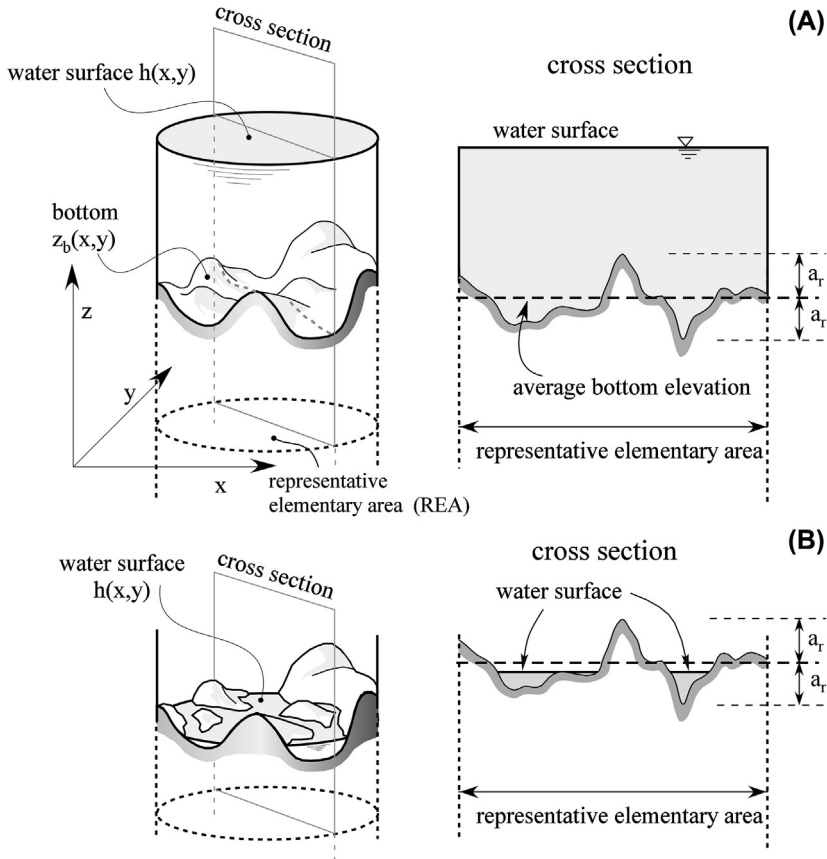 (A)
cross section
water surface h(x,y)
bottom
z_b(x,y)
z
y
x
representative
elementary area (REA)
cross section
water surface
a_r
a_r
average bottom elevation
representative elementary area
(B)
cross section
water surface
h(x,y)
cross section
water surface
a_r
a_r
representative elementary area